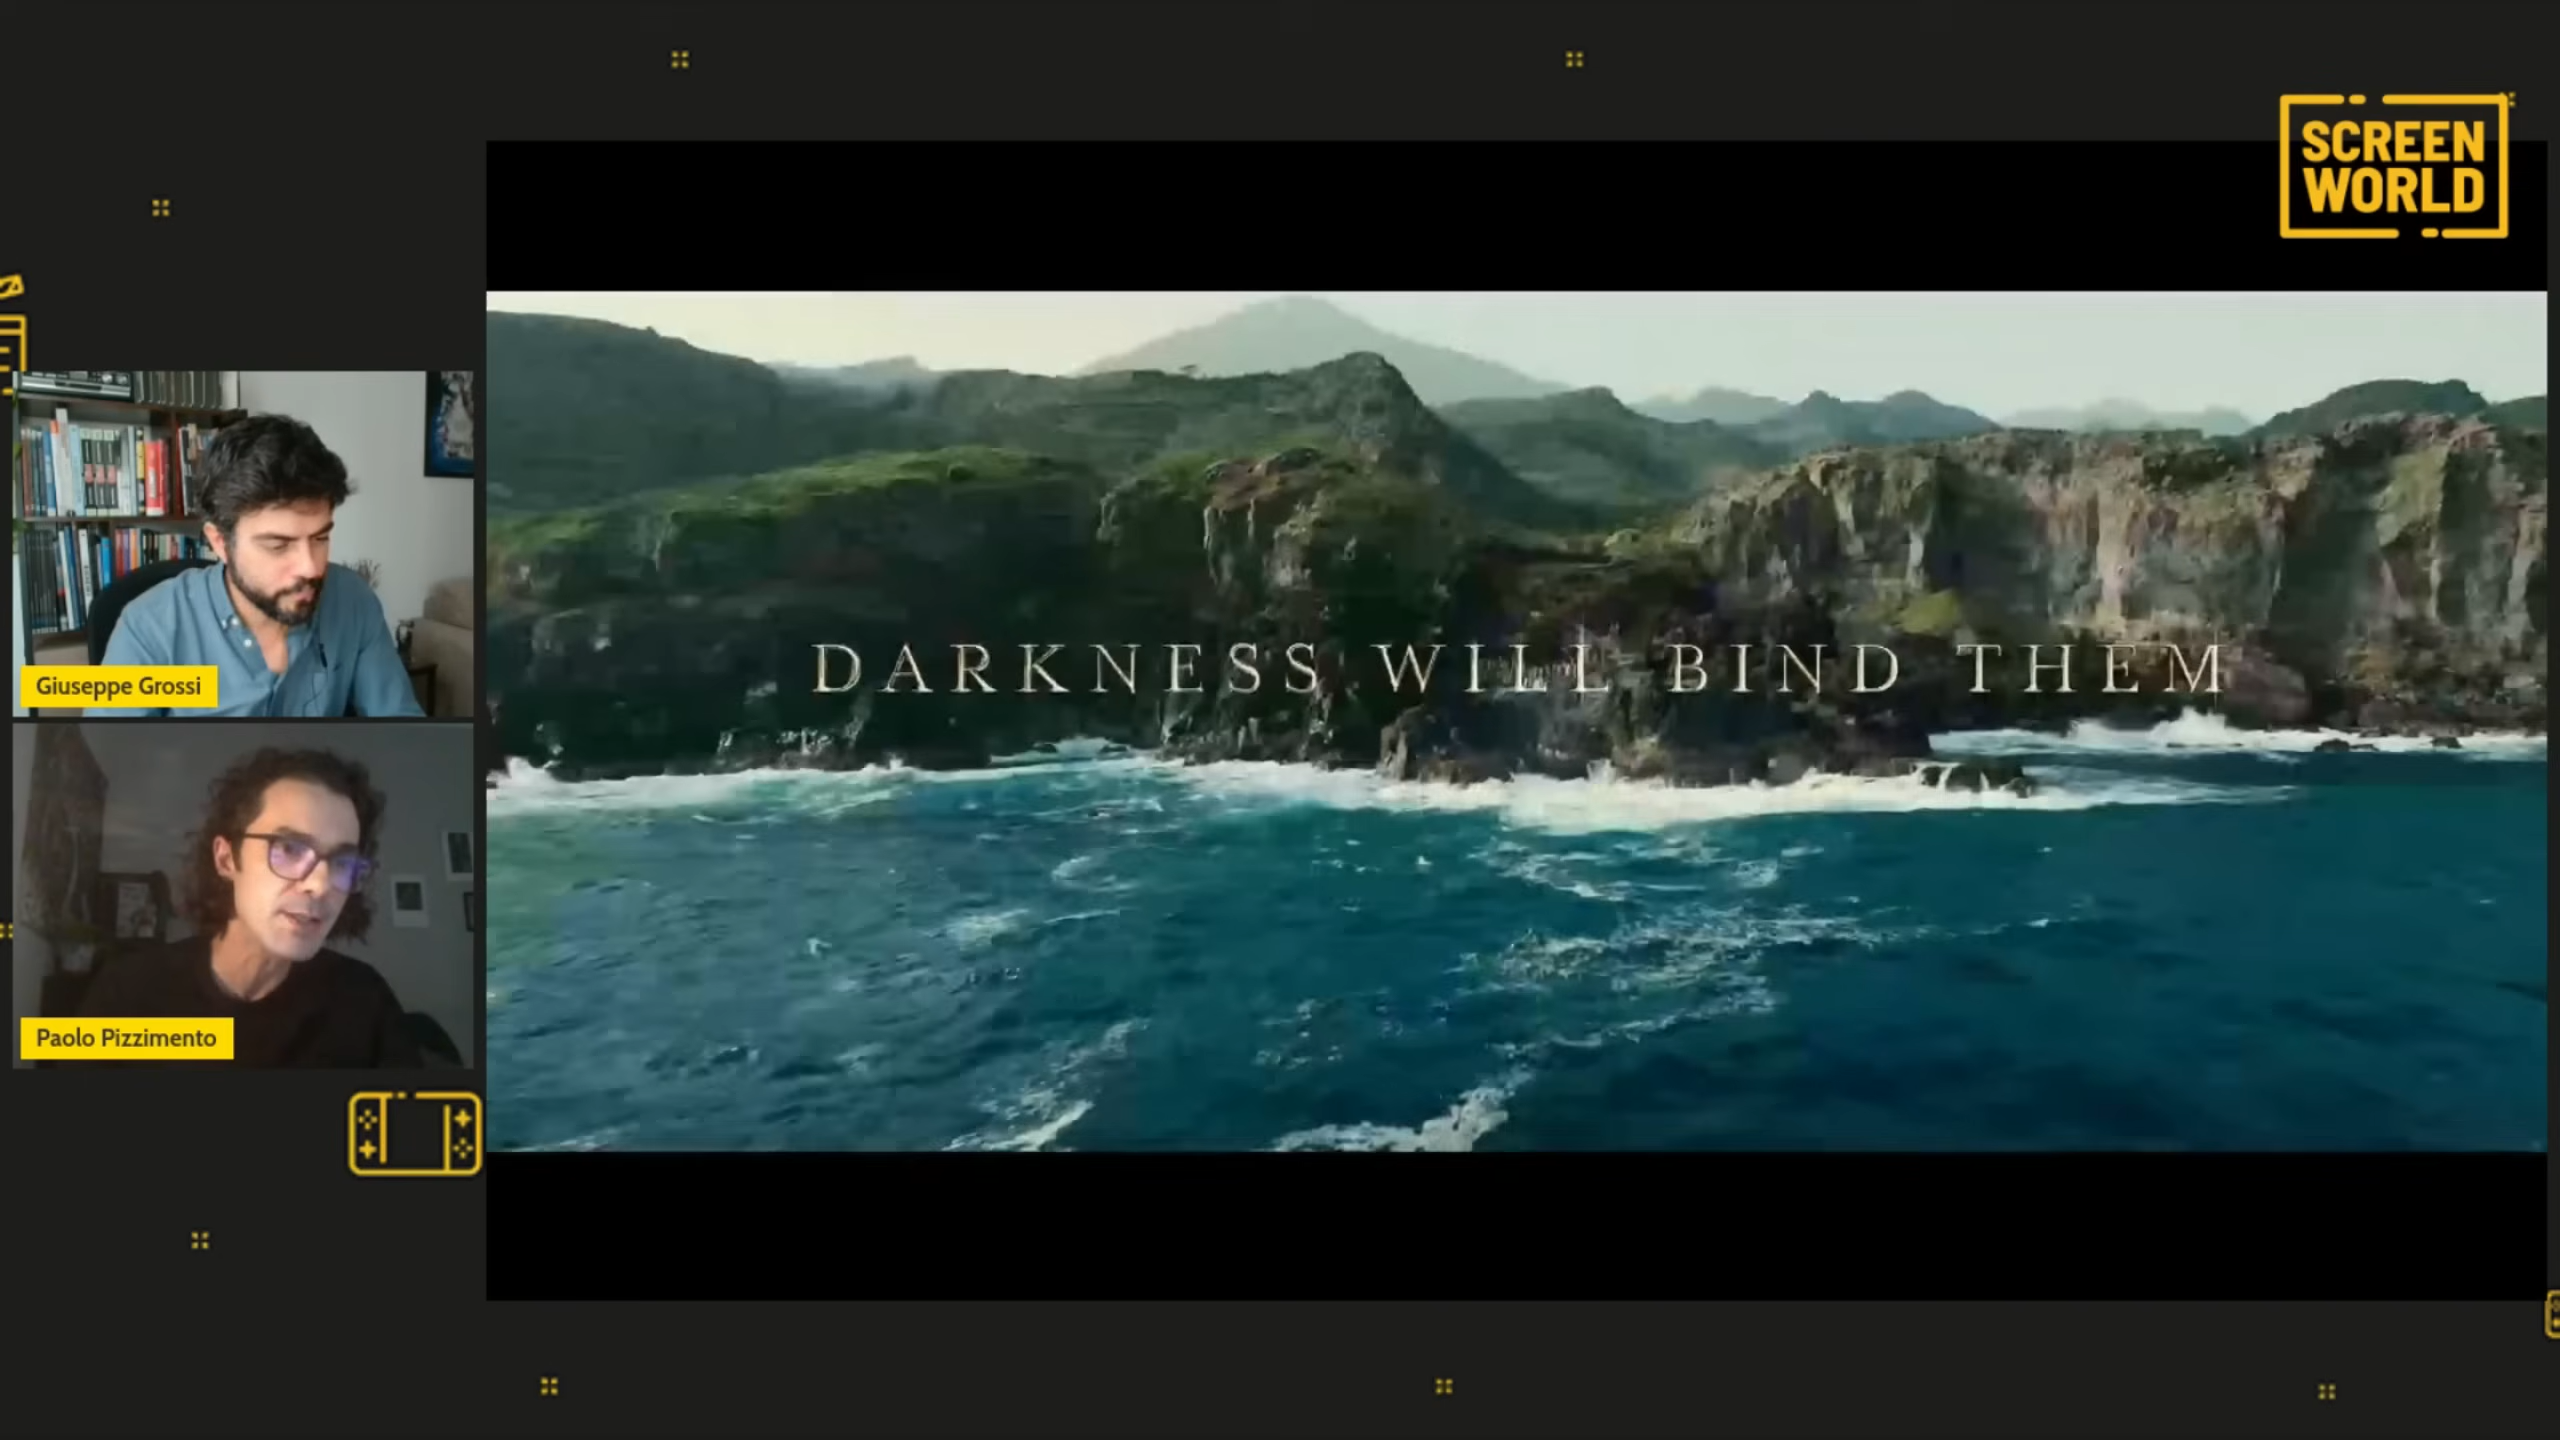 SCREEN
WORLD
Giuseppe Grossi
DARKNESS WILL BIND THEM
Paolo Pizzimento